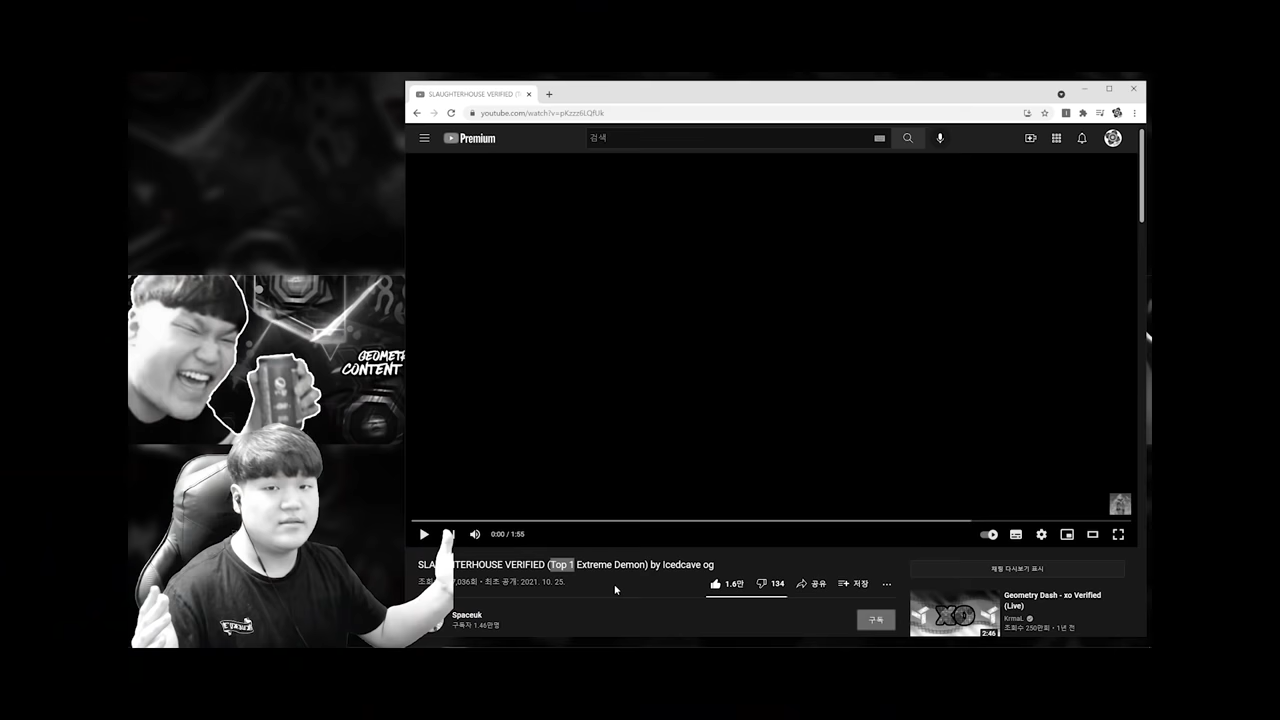 SLAUGHTERHOUSE VERIFIED
youtube.com/watch?v=pKzzz6LQfUk
Premium
검색
GEOMET
CONTENT
0:00 / 1:55
SLA TERHOUSE VERIFIED (Top 1 Extreme Demon) by Icedcave og
7,036회 • 최초 공개: 2021. 10. 25.
1.6만
134
공유
저장
Spaceuk
구독자 1.46만명
구독
채팅 다시보기 표시
XO
2:46
Geometry Dash - xo Verified
(Live)
KrmaL
조회수 250만회 • 1년 전